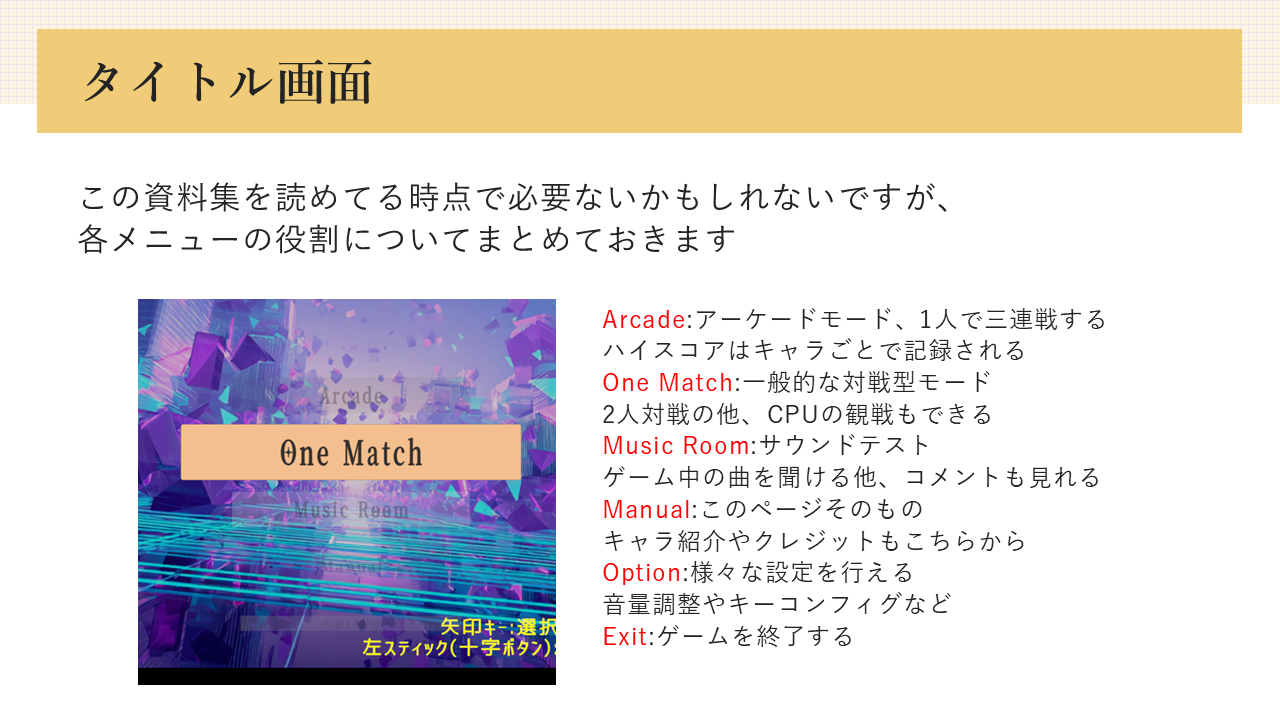 タイトル画面
この資料集を読めてる時点で必要ないかもしれないですが、
各メニューの役割についてまとめておきます
Arcade
One Match
Music Room
Manual
矢印ｷｰ:選択
左スティック(十字ボタン):
Arcade:アーケードモード、1人で三連戦する
ハイスコアはキャラごとで記録される
One Match:一般的な対戦型モード
2人対戦の他、CPUの観戦もできる
Music Room:サウンドテスト
ゲーム中の曲を聞ける他、コメントも見れる
Manual:このページそのもの
キャラ紹介やクレジットもこちらから
Option:様々な設定を行える
音量調整やキーコンフィグなど
Exit:ゲームを終了する